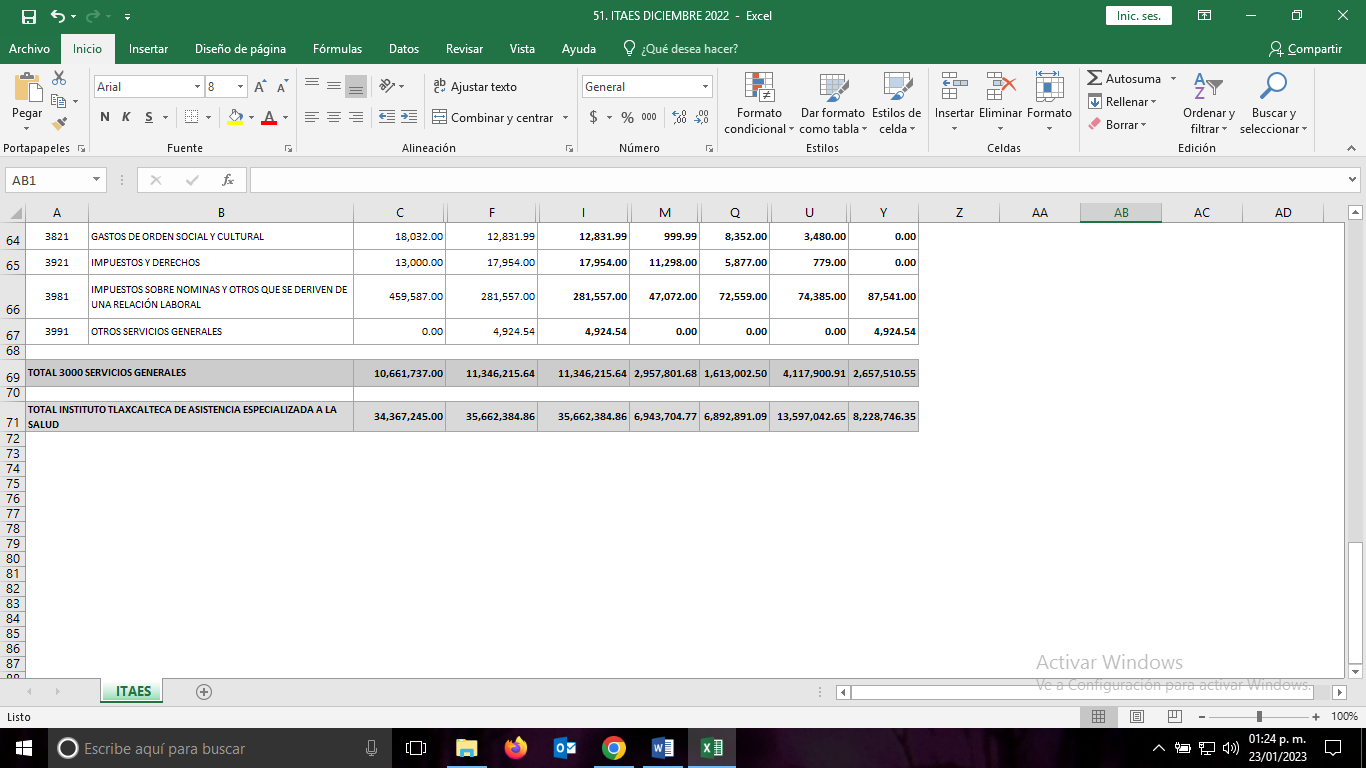 51. ITAES DICIEMBRE 2022 - Excel
Inic. ses.
Archivo Inicio Insertar Diseño de página Fórmulas Datos Revisar Vista Ayuda ¿Qué desea hacer? Compartir
Pegar
Portapapeles
Arial 8
N K S
Fuente
Ajustar texto
Combinar y centrar
Alineación
General
$ % 000
Número
Formato condicional
Dar formato como tabla
Estilos de celda
Estilos
Insertar Eliminar Formato
Celdas
Autosuma
Rellenar
Borrar
Ordenar y filtrar
Buscar y seleccionar
Edición
AB1 fx
A B C F I M Q U Y Z AA AB AC AD
64 3821 GASTOS DE ORDEN SOCIAL Y CULTURAL 18,032.00 12,831.99 12,831.99 999.99 8,352.00 3,480.00 0.00
65 3921 IMPUESTOS Y DERECHOS 13,000.00 17,954.00 17,954.00 11,298.00 5,877.00 779.00 0.00
66 3981 IMPUESTOS SOBRE NOMINAS Y OTROS QUE SE DERIVEN DE UNA RELACIÓN LABORAL 459,587.00 281,557.00 281,557.00 47,072.00 72,559.00 74,385.00 87,541.00
67 3991 OTROS SERVICIOS GENERALES 0.00 4,924.54 4,924.54 0.00 0.00 0.00 4,924.54
68
69 TOTAL 3000 SERVICIOS GENERALES 10,661,737.00 11,346,215.64 11,346,215.64 2,957,801.68 1,613,002.50 4,117,900.91 2,657,510.55
70
71 TOTAL INSTITUTO TLAXCALTECA DE ASISTENCIA ESPECIALIZADA A LA SALUD 34,367,245.00 35,662,384.86 35,662,384.86 6,943,704.77 6,892,891.09 13,597,042.65 8,228,746.35
72
73
74
75
76
77
78
79
80
81
82
83
84
85
86
87
88
Activar Windows
Ve a Configuración para activar Windows.
ITAES
Listo
100%
Escribe aquí para buscar
01:24 p. m.
23/01/2023